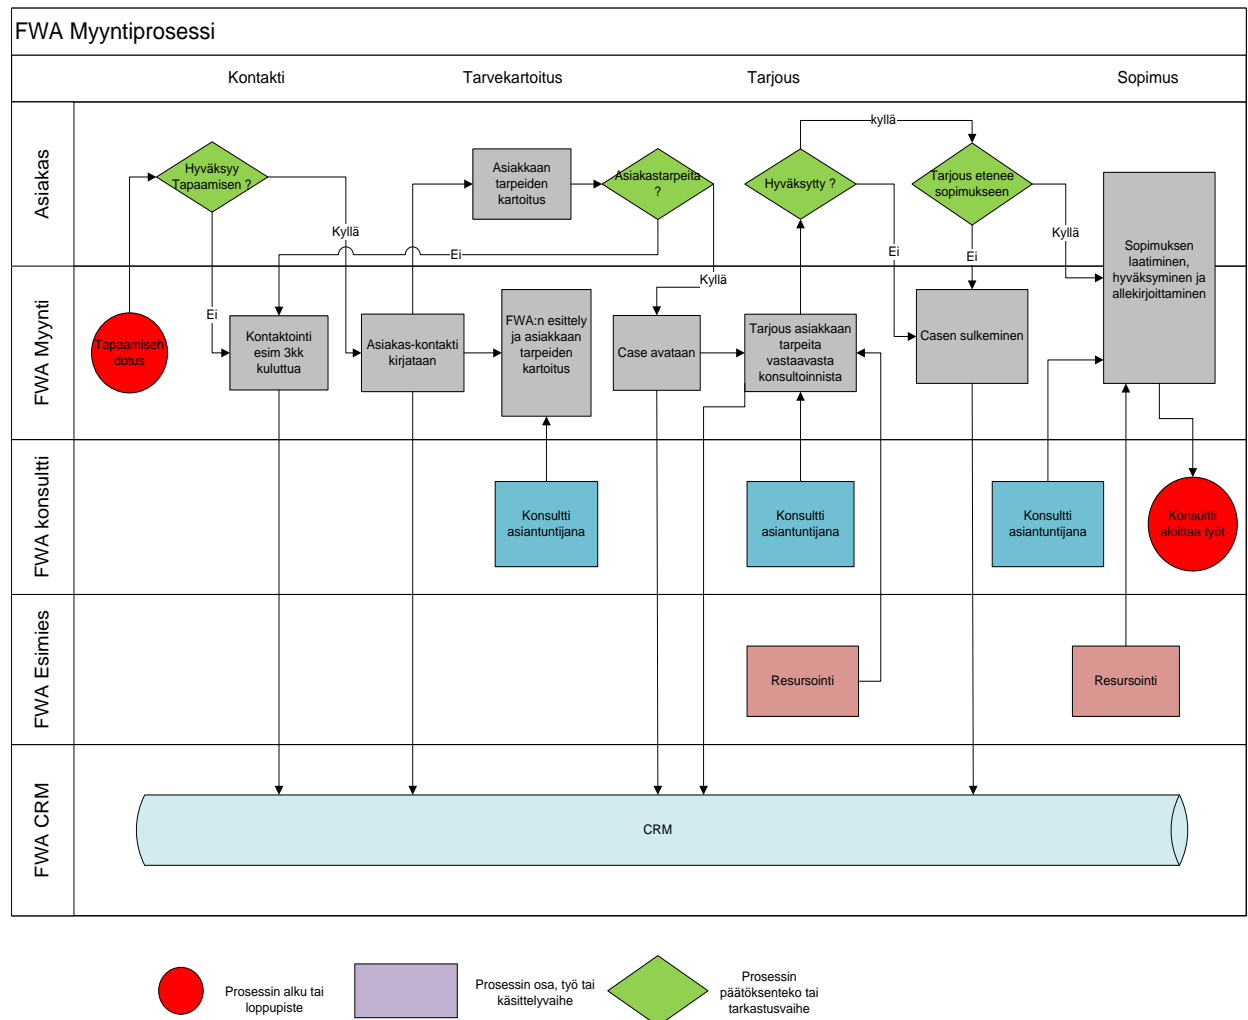 FWA Myyntiprosessi
Kontakti
Tarvekartoitus
Tarjous
Sopimus
Asiakas
Hyväksyy
Tapaamisen ?
Asiakkaan
tarpeiden
kartoitus
Asiakastarpeita
?
Hyväksytty ?
kyllä
Tarjous etenee
sopimukseen
Kyllä
Ei
Ei
Ei
Kyllä
Sopimuksen
laatiminen,
hyväksyminen ja
allekirjoittaminen
FWA Myynti
Tapaamiseh
dotus
Ei
Kontaktointi
esim 3kk
kuluttua
Asiakas-kontakti
kirjataan
FWA:n esittely
ja asiakkaan
tarpeiden
kartoitus
Kyllä
Case avataan
Tarjous asiakkaan
tarpeita
vastaavasta
konsultoinnista
Casen sulkeminen
FWA konsultti
Konsultti
asiantuntijana
Konsultti
asiantuntijana
Konsultti
asiantuntijana
Konsultti
aloittaa työt
FWA Esimies
Resursointi
Resursointi
FWA CRM
CRM
Prosessin alku tai
loppupiste
Prosessin osa, työ tai
käsittelyvaihe
Prosessin
päätöksenteko tai
tarkastusvaihe